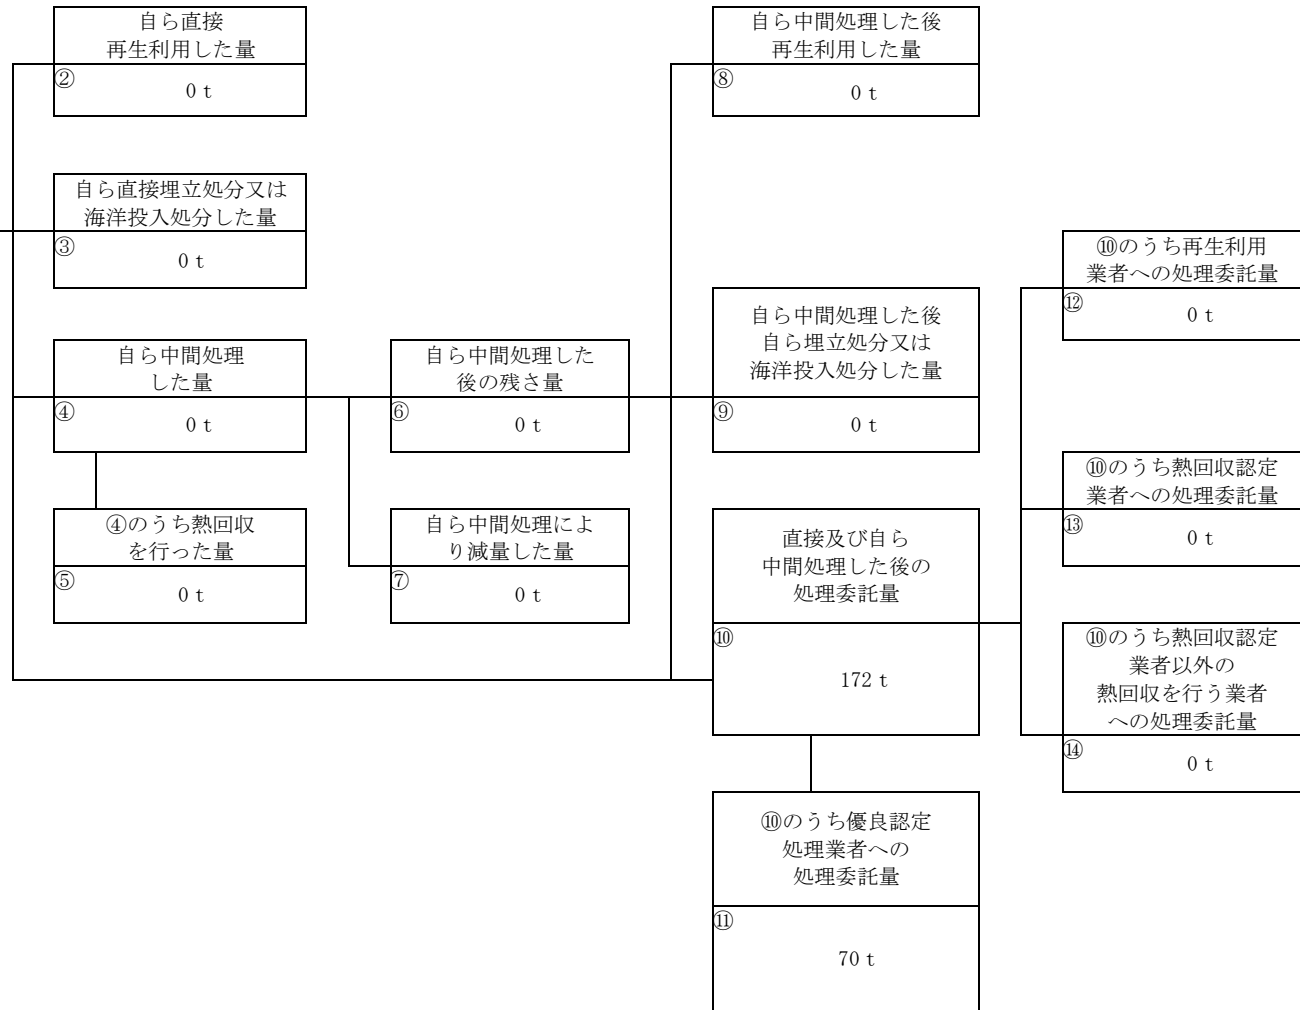 自ら直接
再生利用した量
②
0 t
自ら直接埋立処分又は
海洋投入処分した量
③
0 t
自ら中間処理
した量
④
0 t
④のうち熱回収
を行った量
⑤
0 t
自ら中間処理した
後の残さ量
⑥
0 t
自ら中間処理によ
り減量した量
⑦
0 t
自ら中間処理した後
再生利用した量
⑧
0 t
自ら中間処理した後
自ら埋立処分又は
海洋投入処分した量
⑨
0 t
直接及び自ら
中間処理した後の
処理委託量
⑩
172 t
⑩のうち優良認定
処理業者への
処理委託量
⑪
70 t
⑩のうち再生利用
業者への処理委託量
⑫
0 t
⑩のうち熱回収認定
業者への処理委託量
⑬
0 t
⑩のうち熱回収認定
業者以外の
熱回収を行う業者
への処理委託量
⑭
0 t